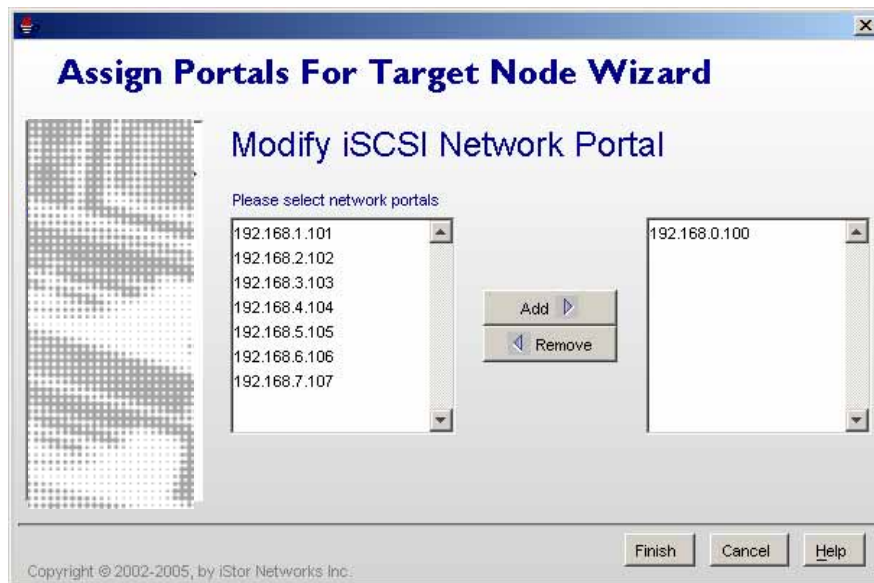 Assign Portals For Target Node Wizard
Modify iSCSI Network Portal
Please select network portals
192.168.1.101
192.168.2.102
192.168.3.103
192.168.4.104
192.168.5.105
192.168.6.106
192.168.7.107
Add
Remove
192.168.0.100
Finish
Cancel
Help
Copyright © 2002-2005, by iStor Networks Inc.